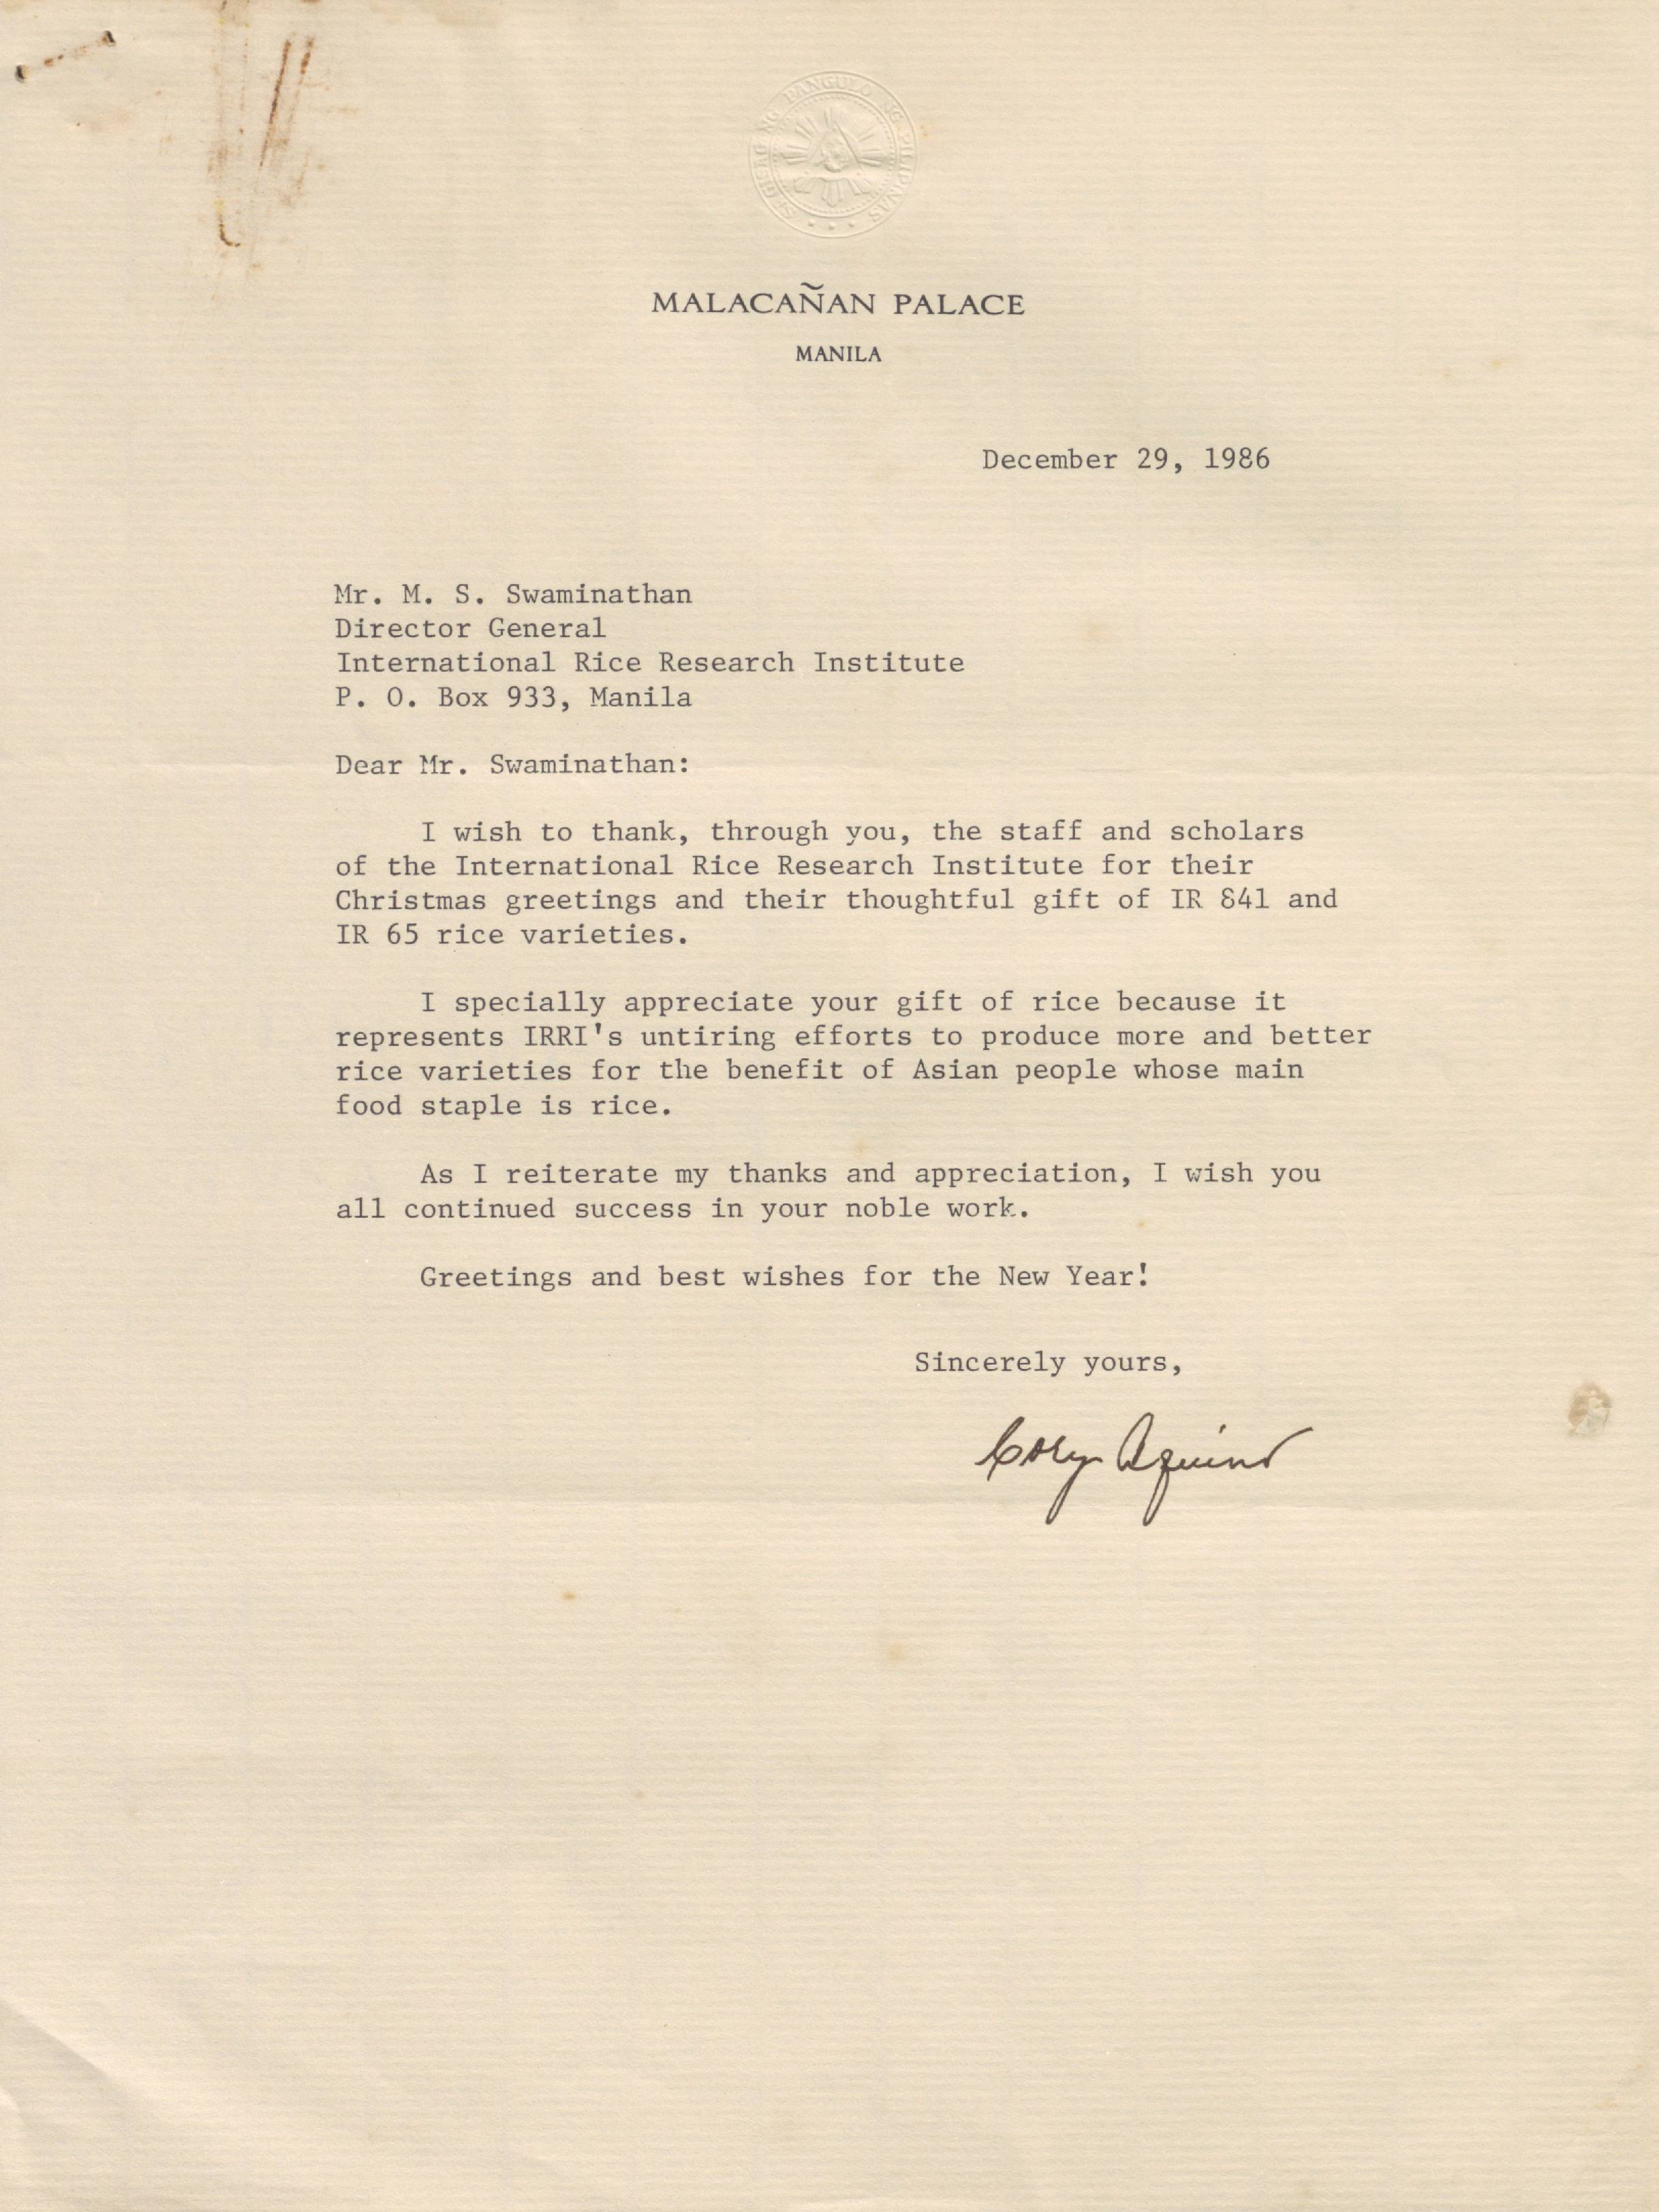 SAGISAG NG PANGULO NG PILIPINAS
MALACAÑAN PALACE
MANILA
December 29, 1986
Mr. M. S. Swaminathan
Director General
International Rice Research Institute
P. O. Box 933, Manila
Dear Mr. Swaminathan:
I wish to thank, through you, the staff and scholars
of the International Rice Research Institute for their
Christmas greetings and their thoughtful gift of IR 841 and
IR 65 rice varieties.
I specially appreciate your gift of rice because it
represents IRRI's untiring efforts to produce more and better
rice varieties for the benefit of Asian people whose main
food staple is rice.
As I reiterate my thanks and appreciation, I wish you
all continued success in your noble work.
Greetings and best wishes for the New Year!
Sincerely yours,
Cory Aquino